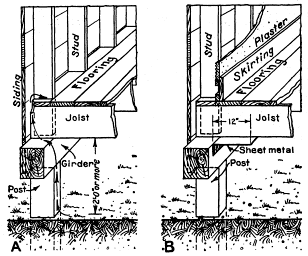 Siding
Stud
Flooring
Joist
Girder
Post
2'0" or more
A
Stud
Plaster
Skirting
Flooring
12"
Joist
Sheet metal
Post
B